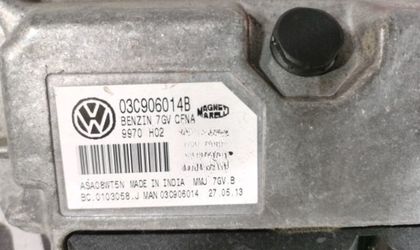 03C906014B
BENZIN 7GV CFNA
9970 H02
MAGNETI
MARELLI
ASA08WT5N MADE IN INDIA MMJ 7GV.B
BC.0103058.J MAN 03C906014 27.05.13